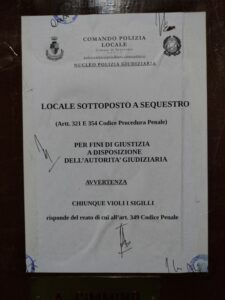 COMANDO POLIZIA
LOCALE
NUCLEO POLIZIA GIUDIZIARIA
LOCALE SOTTOPOSTO A SEQUESTRO
(Artt. 321 E 354 Codice Procedura Penale)
PER FINI DI GIUSTIZIA
A DISPOSIZIONE
DELL'AUTORITA' GIUDIZIARIA
AVVERTENZA
CHIUNQUE VIOLI I SIGILLI
risponde del reato di cui all'art. 349 Codice Penale